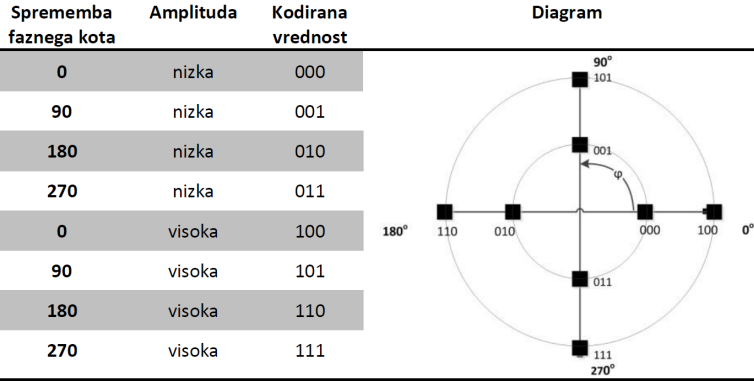 Sprememba faznega kota Amplituda Kodirana vrednost Diagram
0 nizka 000
90 nizka 001
180 nizka 010
270 nizka 011
0 visoka 100
90 visoka 101
180 visoka 110
270 visoka 111
90°
101
001
φ
180° 110 010 000 100 0°
011
111
270°